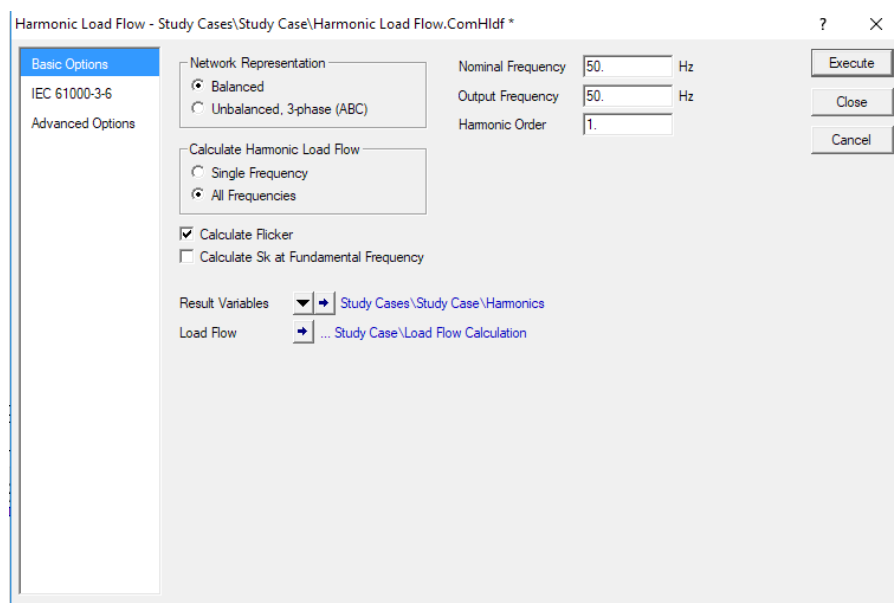 Harmonic Load Flow - Study Cases\Study Case\Harmonic Load Flow.ComHldf * ? ×
Basic Options
IEC 61000-3-6
Advanced Options
Network Representation
Balanced
Unbalanced, 3-phase (ABC)
Calculate Harmonic Load Flow
Single Frequency
All Frequencies
Calculate Flicker
Calculate Sk at Fundamental Frequency
Result Variables Study Cases\Study Case\Harmonics
Load Flow ... Study Case\Load Flow Calculation
Nominal Frequency 50. Hz
Output Frequency 50. Hz
Harmonic Order 1.
Execute
Close
Cancel